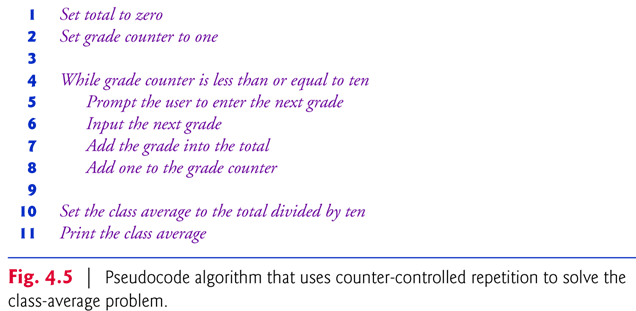 1 Set total to zero
2 Set grade counter to one
3
4 While grade counter is less than or equal to ten
5 Prompt the user to enter the next grade
6 Input the next grade
7 Add the grade into the total
8 Add one to the grade counter
9
10 Set the class average to the total divided by ten
11 Print the class average
Fig. 4.5 | Pseudocode algorithm that uses counter-controlled repetition to solve the
class-average problem.